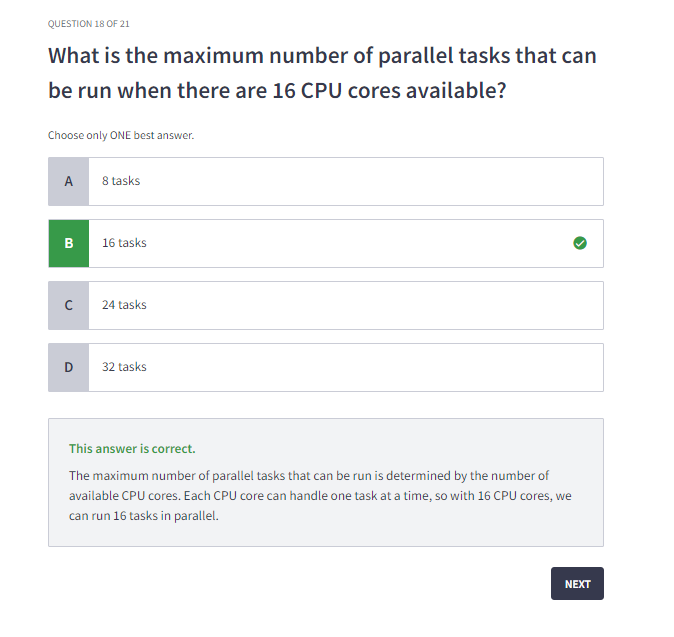 QUESTION 18 OF 21
What is the maximum number of parallel tasks that can
be run when there are 16 CPU cores available?
Choose only ONE best answer.
A 8 tasks
B 16 tasks
C 24 tasks
D 32 tasks
This answer is correct.
The maximum number of parallel tasks that can be run is determined by the number of
available CPU cores. Each CPU core can handle one task at a time, so with 16 CPU cores, we
can run 16 tasks in parallel.
NEXT